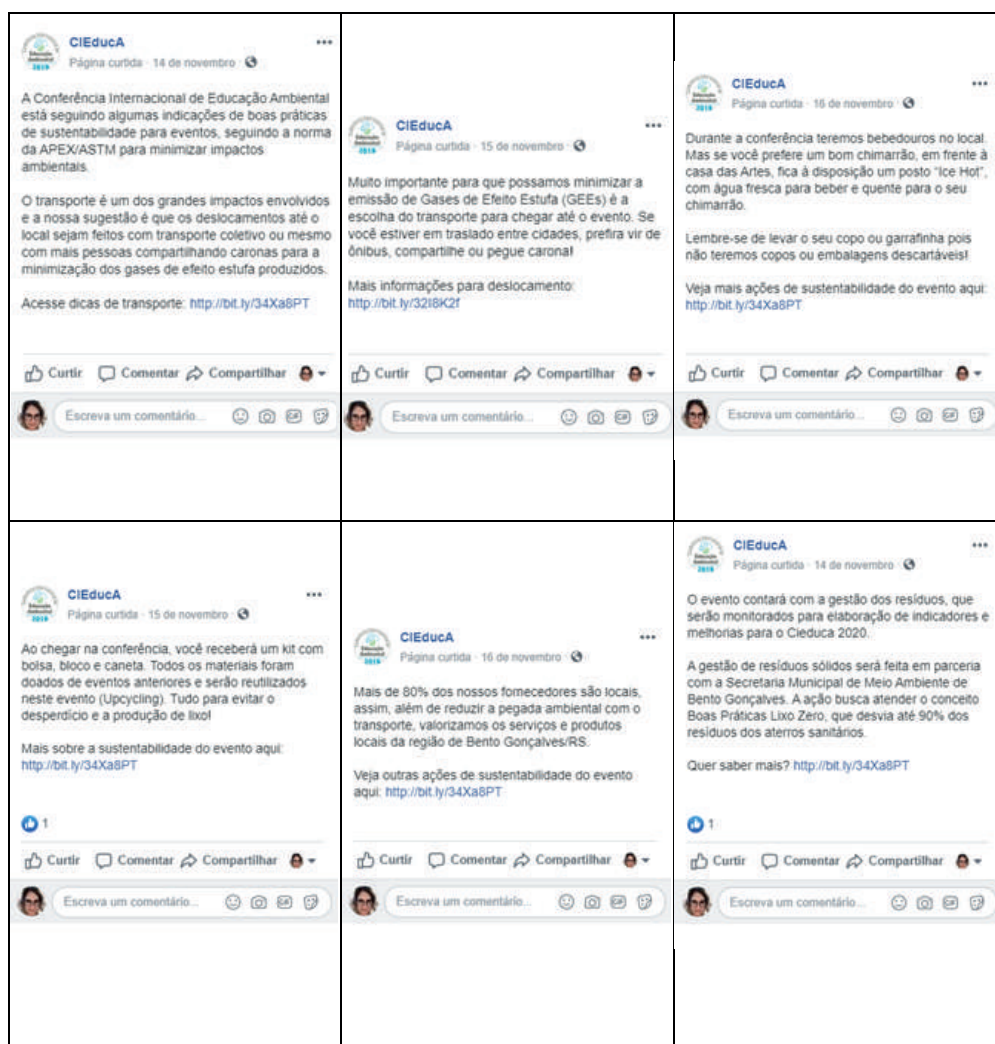 CIEducA
Página curtida · 14 de novembro ·
A Conferência Internacional de Educação Ambiental
está seguindo algumas indicações de boas práticas
de sustentabilidade para eventos, seguindo a norma
da APEX/ASTM para minimizar impactos
ambientais.
O transporte é um dos grandes impactos envolvidos
e a nossa sugestão é que os deslocamentos até o
local sejam feitos com transporte coletivo ou mesmo
com mais pessoas compartilhando caronas para a
minimização dos gases de efeito estufa produzidos.
Acesse dicas de transporte: http://bit.ly/34Xa8PT
Curtir Comentar Compartilhar
Escreva um comentário...
CIEducA
Página curtida · 15 de novembro ·
Muito importante para que possamos minimizar a
emissão de Gases de Efeito Estufa (GEEs) é a
escolha do transporte para chegar até o evento. Se
você estiver em traslado entre cidades, prefira vir de
ônibus, compartilhe ou pegue carona!
Mais informações para deslocamento:
http://bit.ly/32I8K2f
Curtir Comentar Compartilhar
Escreva um comentário...
CIEducA
Página curtida · 16 de novembro ·
Durante a conferência teremos bebedouros no local.
Mas se você prefere um bom chimarrão, em frente à
casa das Artes, fica à disposição um posto "Ice Hot",
com água fresca para beber e quente para o seu
chimarrão.
Lembre-se de levar o seu copo ou garrafinha pois
não teremos copos ou embalagens descartáveis!
Veja mais ações de sustentabilidade do evento aqui:
http://bit.ly/34Xa8PT
Curtir Comentar Compartilhar
Escreva um comentário...
CIEducA
Página curtida · 15 de novembro ·
Ao chegar na conferência, você receberá um kit com
bolsa, bloco e caneta. Todos os materiais foram
doados de eventos anteriores e serão reutilizados
neste evento (Upcycling). Tudo para evitar o
desperdício e a produção de lixo!
Mais sobre a sustentabilidade do evento aqui:
http://bit.ly/34Xa8PT
1
Curtir Comentar Compartilhar
Escreva um comentário...
CIEducA
Página curtida · 16 de novembro ·
Mais de 80% dos nossos fornecedores são locais,
assim, além de reduzir a pegada ambiental com o
transporte, valorizamos os serviços e produtos
locais da região de Bento Gonçalves/RS.
Veja outras ações de sustentabilidade do evento
aqui: http://bit.ly/34Xa8PT
Curtir Comentar Compartilhar
Escreva um comentário...
CIEducA
Página curtida · 14 de novembro ·
O evento contará com a gestão dos resíduos, que
serão monitorados para elaboração de indicadores e
melhorias para o Cieduca 2020.
A gestão de resíduos sólidos será feita em parceria
com a Secretaria Municipal de Meio Ambiente de
Bento Gonçalves. A ação busca atender o conceito
Boas Práticas Lixo Zero, que desvia até 90% dos
resíduos dos aterros sanitários.
Quer saber mais? http://bit.ly/34Xa8PT
1
Curtir Comentar Compartilhar
Escreva um comentário...